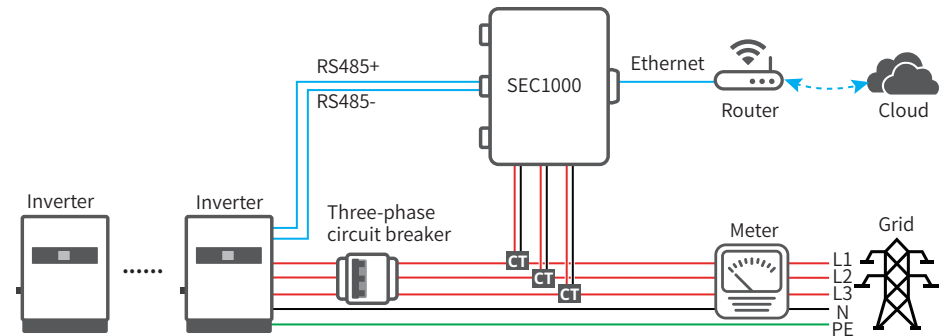 RS485+
RS485-
SEC1000
Ethernet
Router
Cloud
Inverter
Inverter
Three-phase
circuit breaker
Meter
Grid
CT
CT
CT
L1
L2
L3
N
PE